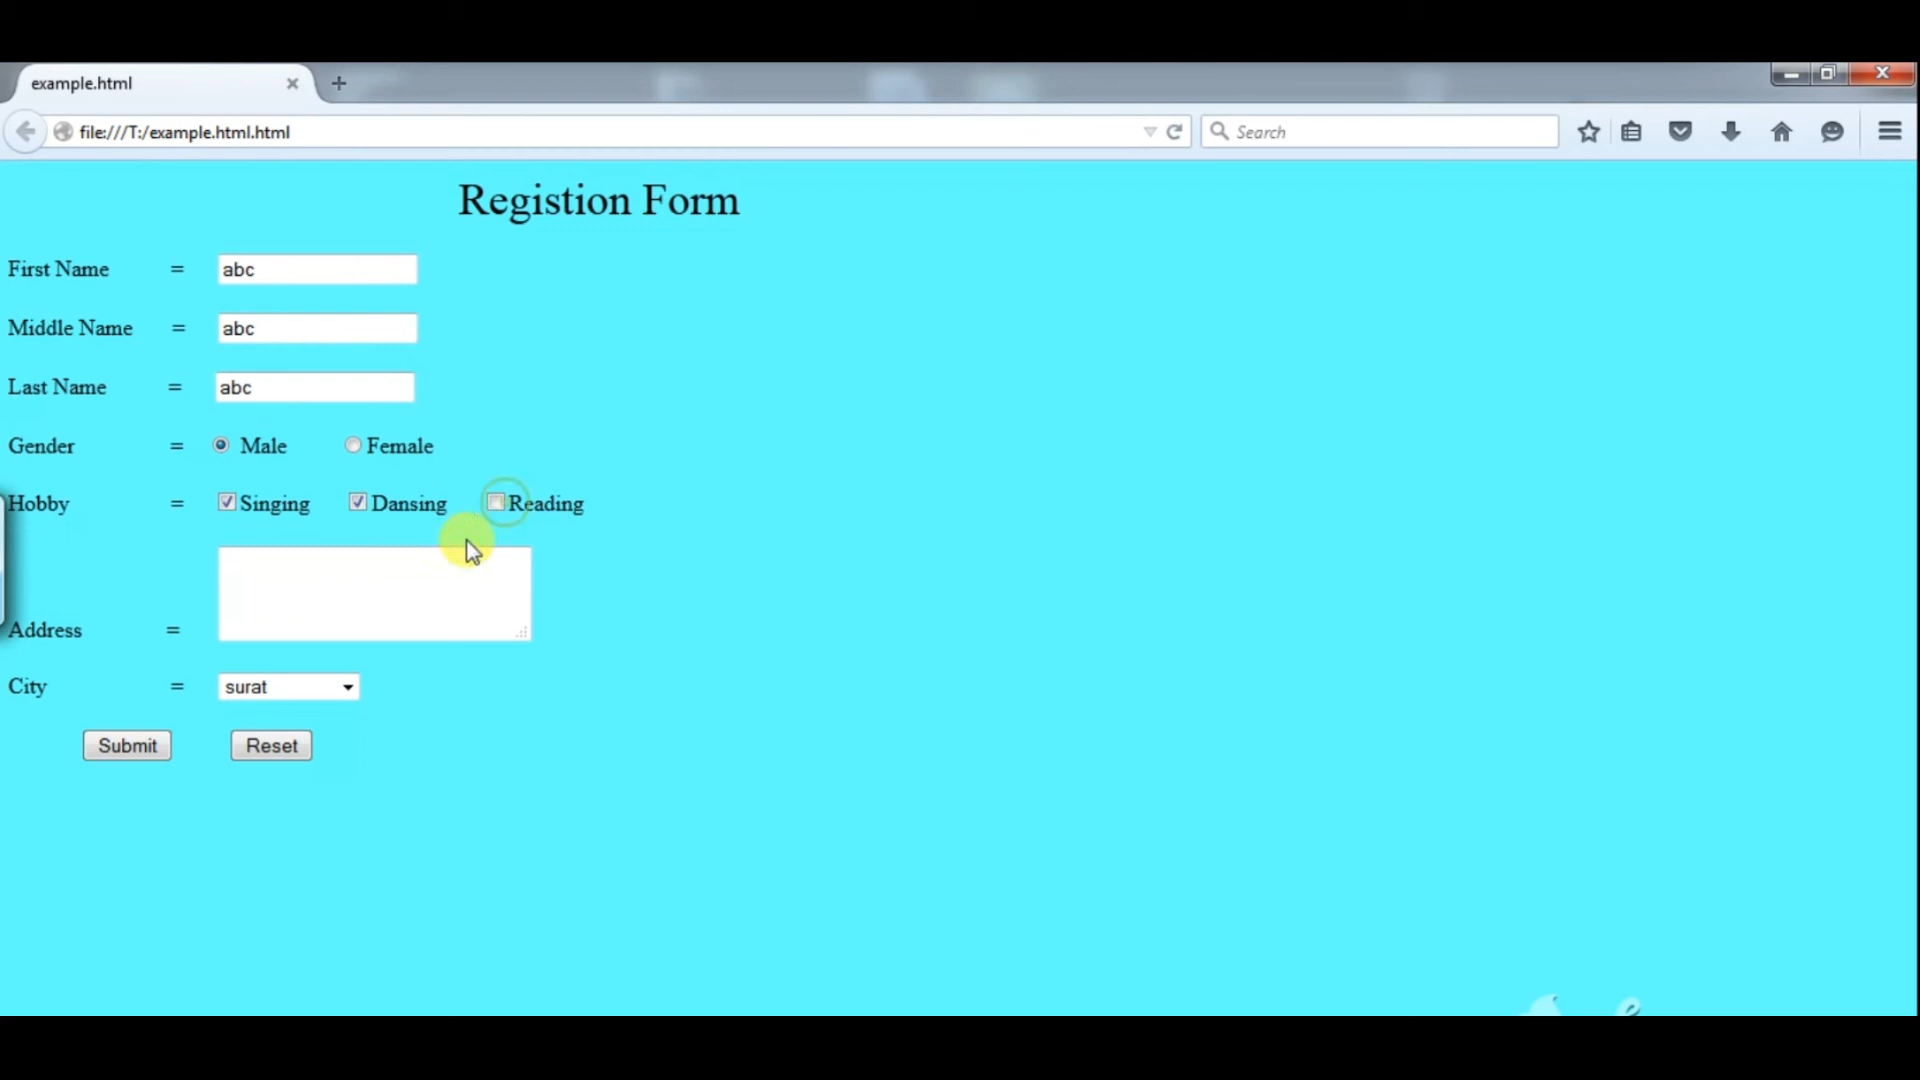 example.html
file:///T:/example.html.html
Search
Registion Form
First Name = abc
Middle Name = abc
Last Name = abc
Gender = Male Female
Hobby = Singing Dansing Reading
Address =
City = surat
Submit Reset